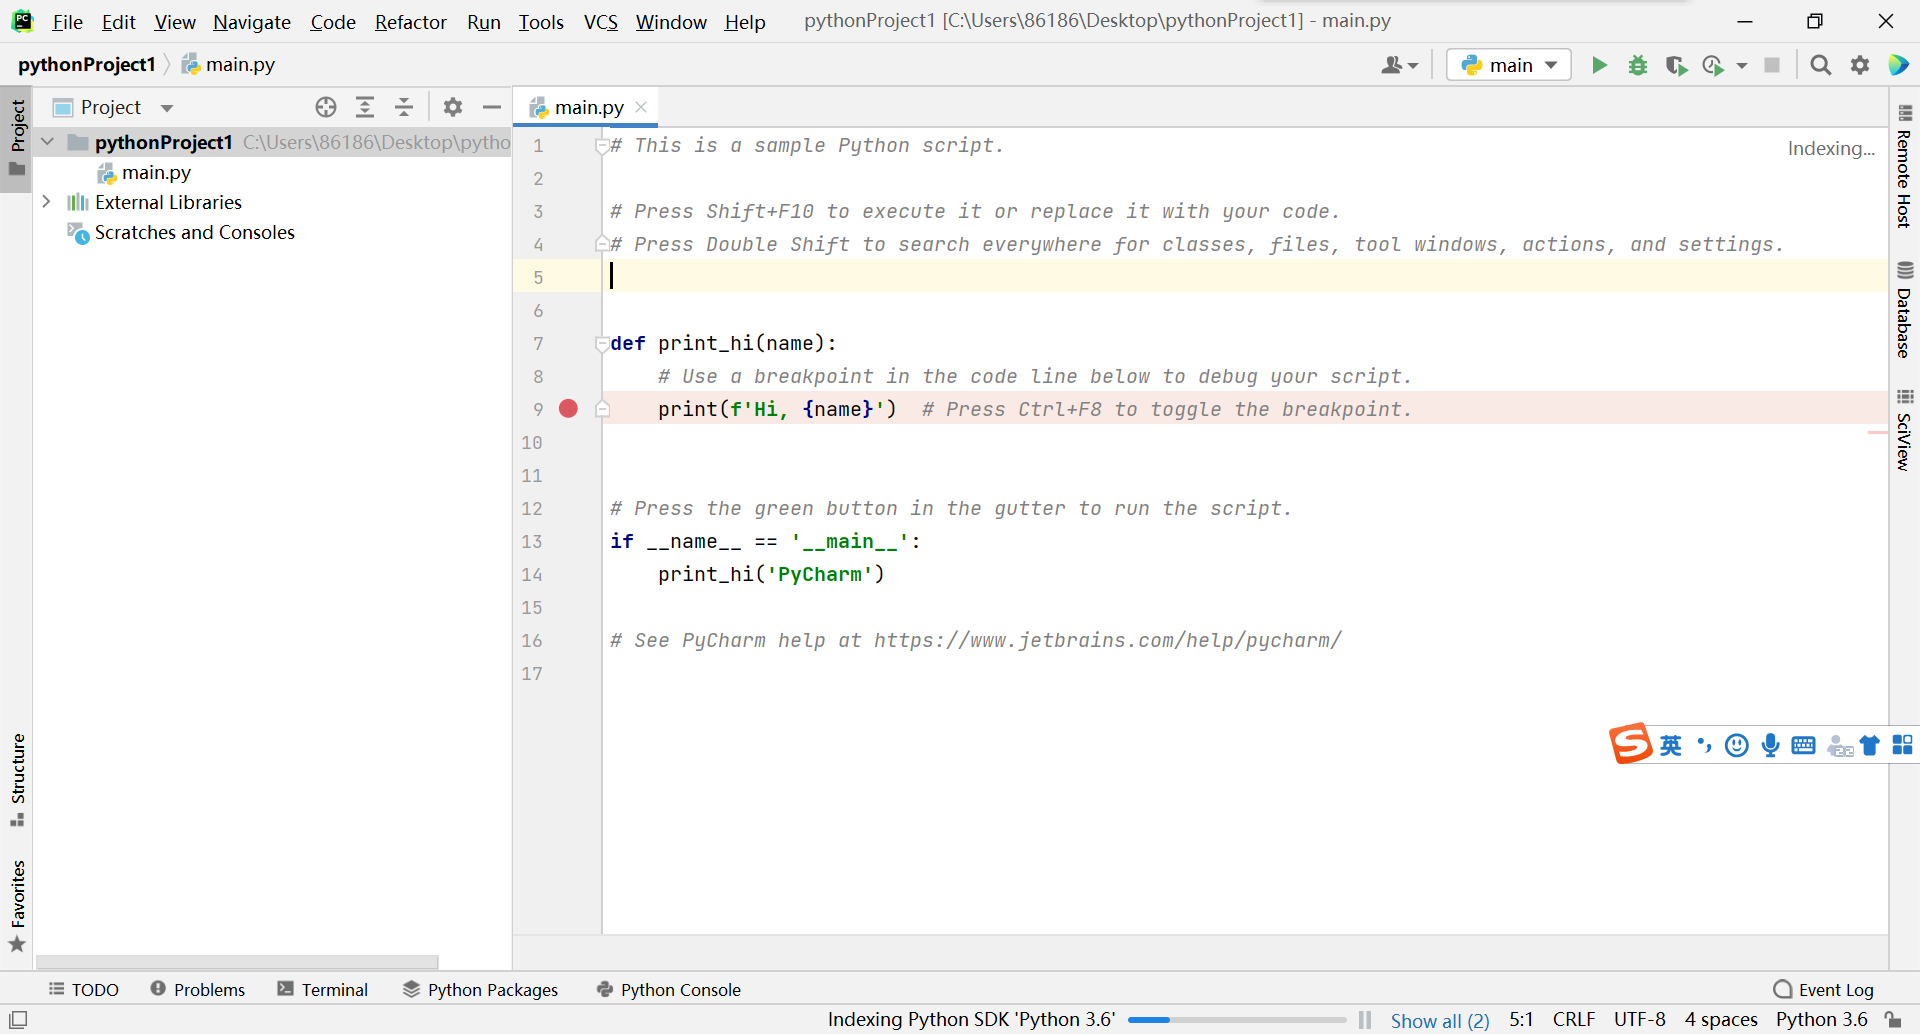 File Edit View Navigate Code Refactor Run Tools VCS Window Help pythonProject1 [C:\Users\86186\Desktop\pythonProject1] - main.py
pythonProject1 main.py main
Project main.py
pythonProject1 C:\Users\86186\Desktop\pytho
main.py
External Libraries
Scratches and Consoles
Project
Structure
Favorites
1 # This is a sample Python script.
Indexing...
2
3 # Press Shift+F10 to execute it or replace it with your code.
4 # Press Double Shift to search everywhere for classes, files, tool windows, actions, and settings.
5
6
7 def print_hi(name):
8 # Use a breakpoint in the code line below to debug your script.
9 print(f'Hi, {name}') # Press Ctrl+F8 to toggle the breakpoint.
10
11
12 # Press the green button in the gutter to run the script.
13 if __name__ == '__main__':
14 print_hi('PyCharm')
15
16 # See PyCharm help at https://www.jetbrains.com/help/pycharm/
17
Remote Host
Database
SciView
英
TODO Problems Terminal Python Packages Python Console Event Log
Indexing Python SDK 'Python 3.6' Show all (2) 5:1 CRLF UTF-8 4 spaces Python 3.6